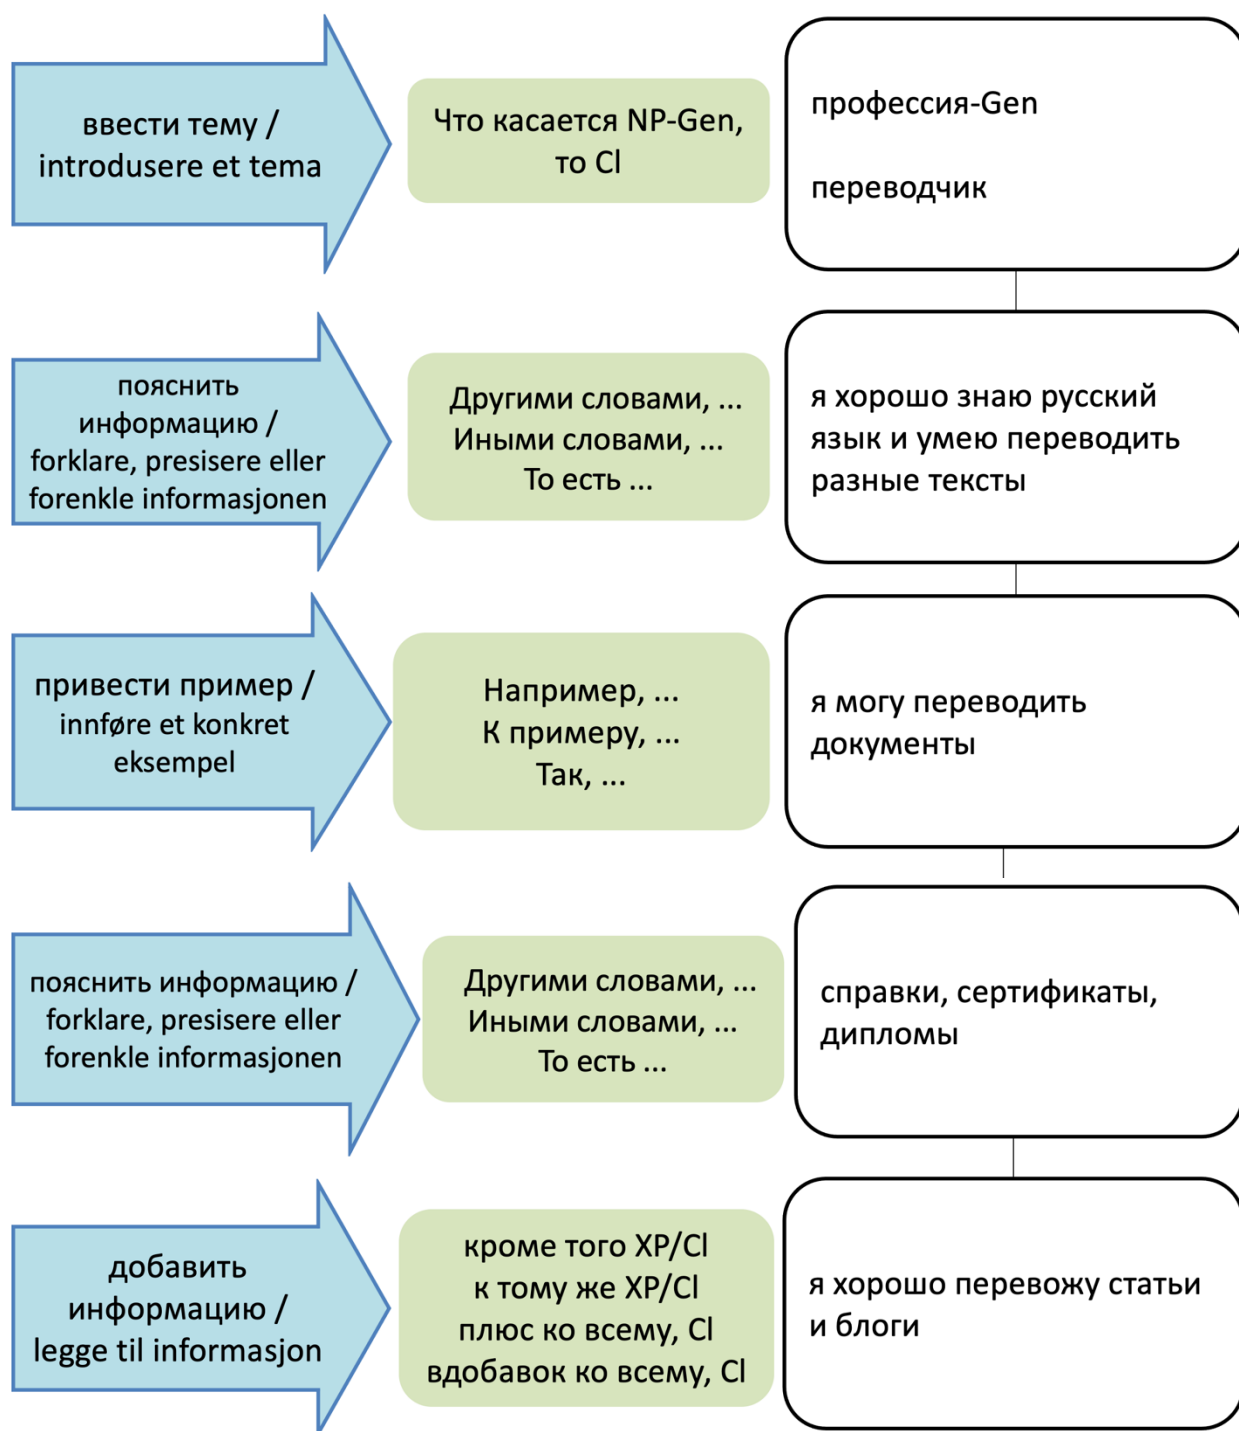 ввести тему /
introdusere et tema
Что касается NP-Gen,
то Cl
профессия-Gen
переводчик
пояснить
информацию /
forklare, presisere eller
forenkle informasjonen
Другими словами, ...
Иными словами, ...
То есть ...
я хорошо знаю русский
язык и умею переводить
разные тексты
привести пример /
innføre et konkret
eksempel
Например, ...
К примеру, ...
Так, ...
я могу переводить
документы
пояснить информацию /
forklare, presisere eller
forenkle informasjonen
Другими словами, ...
Иными словами, ...
То есть ...
справки, сертификаты,
дипломы
добавить
информацию /
legge til informasjon
кроме того XP/Cl
к тому же XP/Cl
плюс ко всему, Cl
вдобавок ко всему, Cl
я хорошо перевожу статьи
и блоги